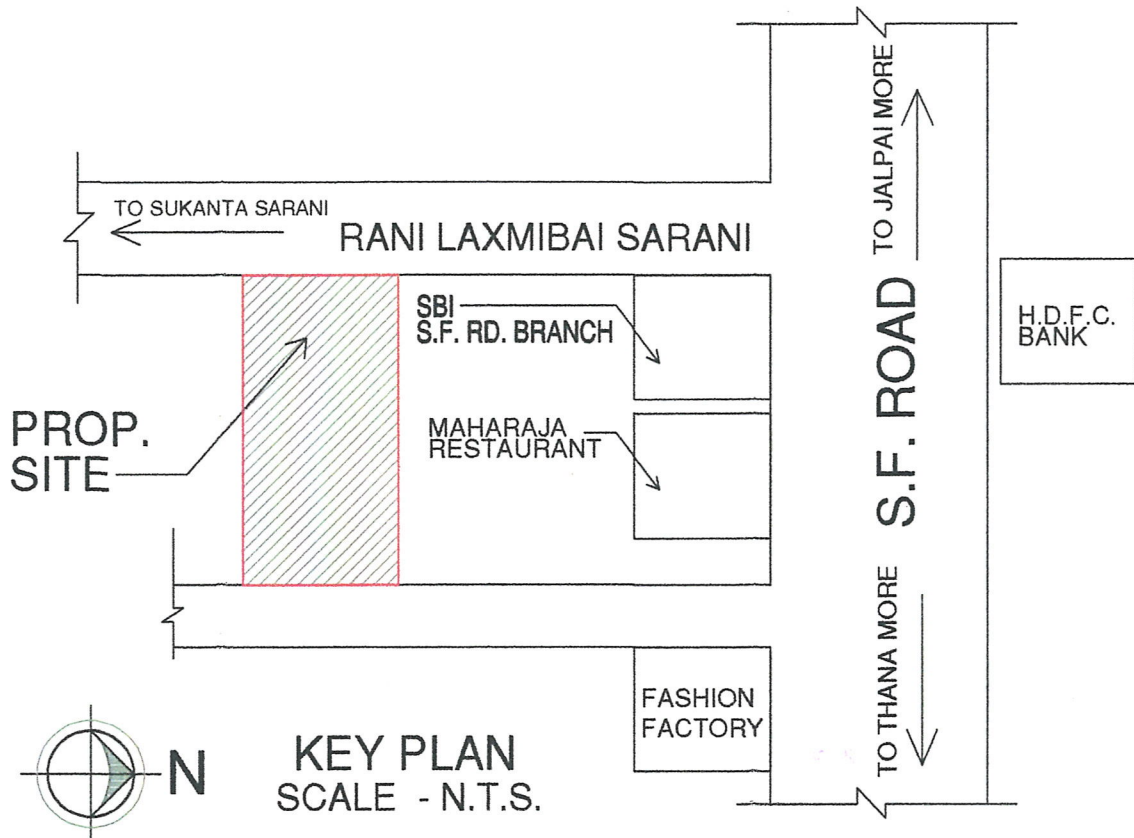 TO JALPAI MORE
TO SUKANTA SARANI
RANI LAXMIBAI SARANI
SBI
S.F. RD. BRANCH
S.F. ROAD
H.D.F.C.
BANK
PROP.
SITE
MAHARAJA
RESTAURANT
TO THANA MORE
FASHION
FACTORY
N
KEY PLAN
SCALE - N.T.S.